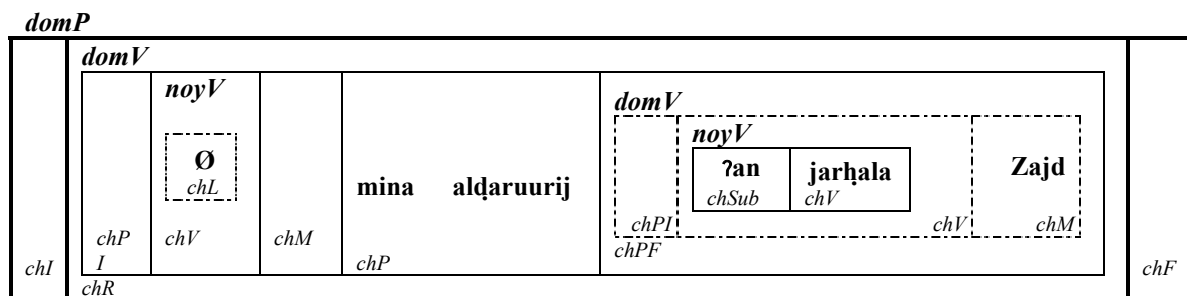 domP
domV
noyV
domV
noyV
Ø
ʔan jarḥala Zajd
chL chSub chV
mina alḍaruurij
chPI chV chM
chP chV chM chPF
I chP
chI chF
chR